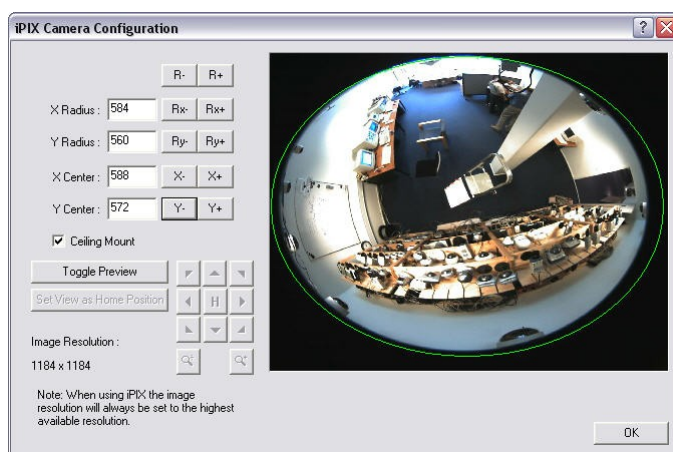 iPIX Camera Configuration
R- R+
X Radius : 584 Rx- Rx+
Y Radius : 560 Ry- Ry+
X Center : 588 X- X+
Y Center : 572 Y- Y+
Ceiling Mount
Toggle Preview
Set View as Home Position H
Image Resolution :
1184 x 1184
Note: When using iPIX the image
resolution will always be set to the highest
available resolution.
OK